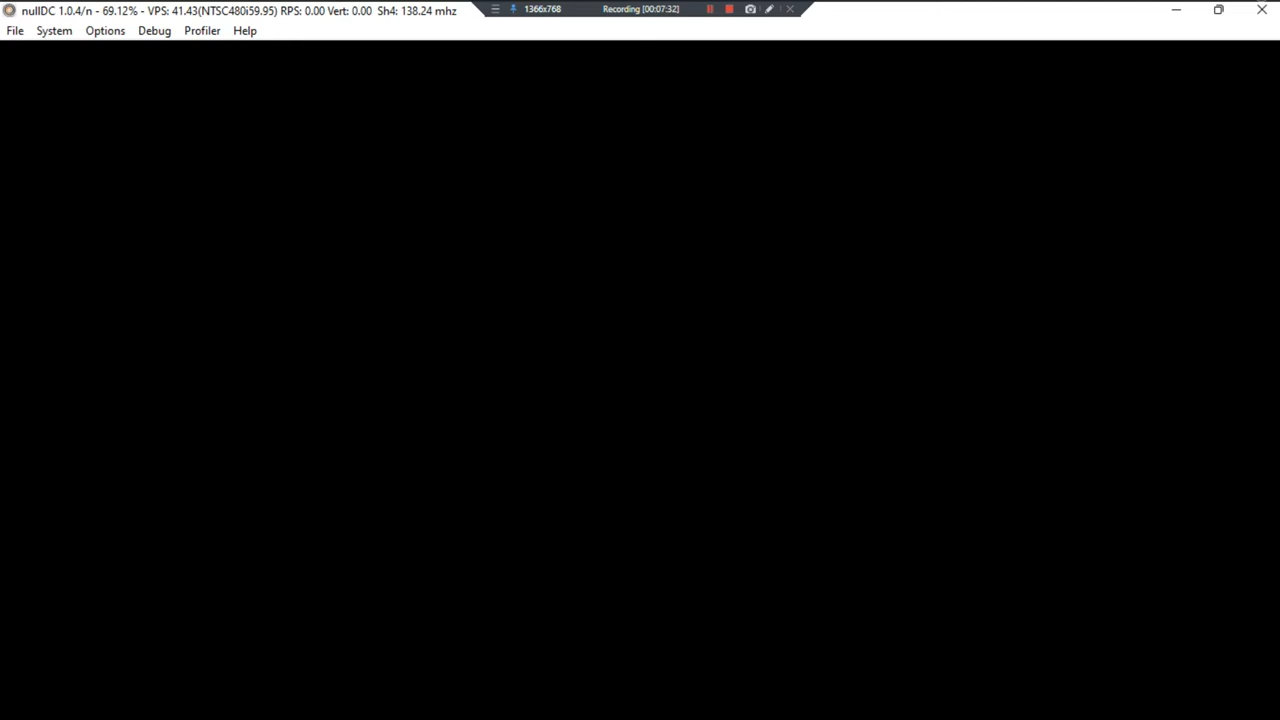 nullDC 1.0.4/n - 69.12% - VPS: 41.43(NTSC480i59.95) RPS: 0.00 Vert: 0.00 Sh4: 138.24 mhz
1366x768 Recording [00:07:32]
File System Options Debug Profiler Help